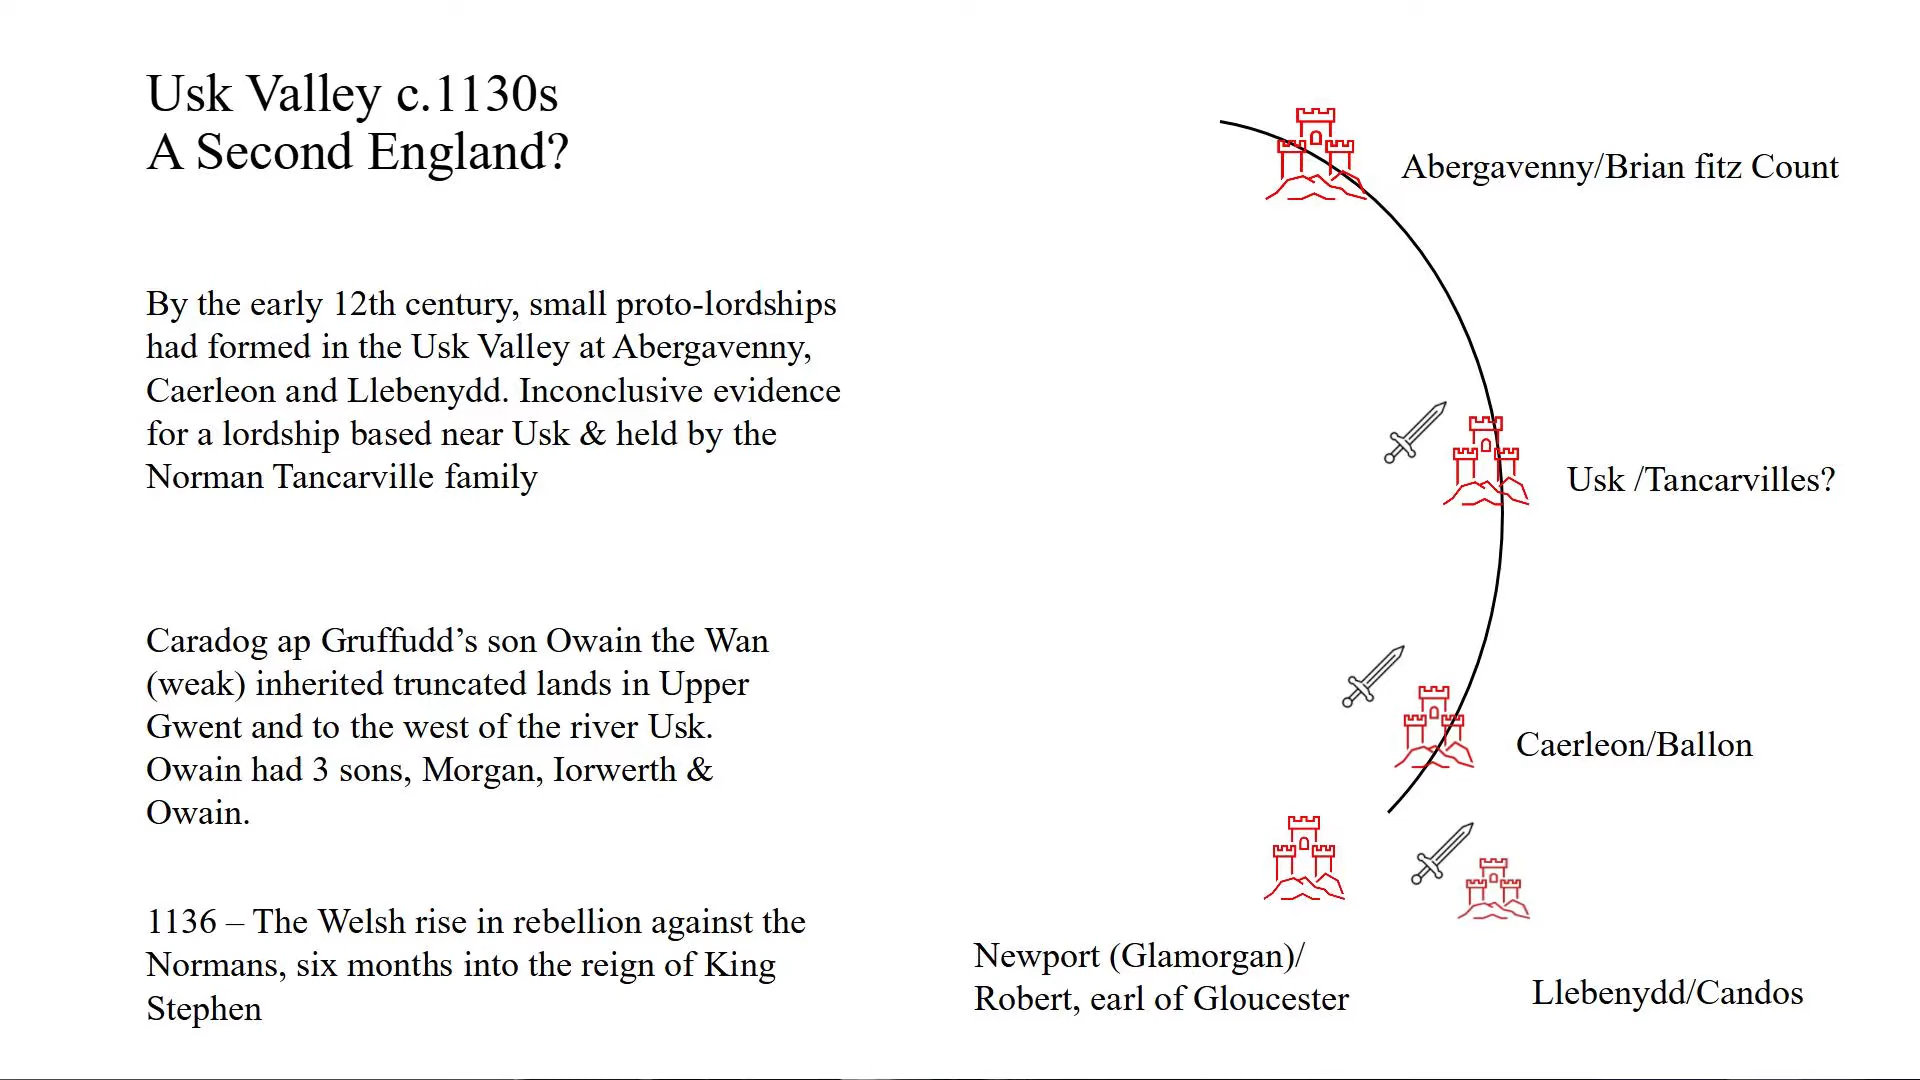 Usk Valley c.1130s
A Second England?
By the early 12th century, small proto-lordships
had formed in the Usk Valley at Abergavenny,
Caerleon and Llebenydd. Inconclusive evidence
for a lordship based near Usk & held by the
Norman Tancarville family
Caradog ap Gruffudd’s son Owain the Wan
(weak) inherited truncated lands in Upper
Gwent and to the west of the river Usk.
Owain had 3 sons, Morgan, Iorwerth &
Owain.
1136 – The Welsh rise in rebellion against the
Normans, six months into the reign of King
Stephen
Abergavenny/Brian fitz Count
Usk /Tancarvilles?
Caerleon/Ballon
Newport (Glamorgan)/
Robert, earl of Gloucester
Llebenydd/Candos